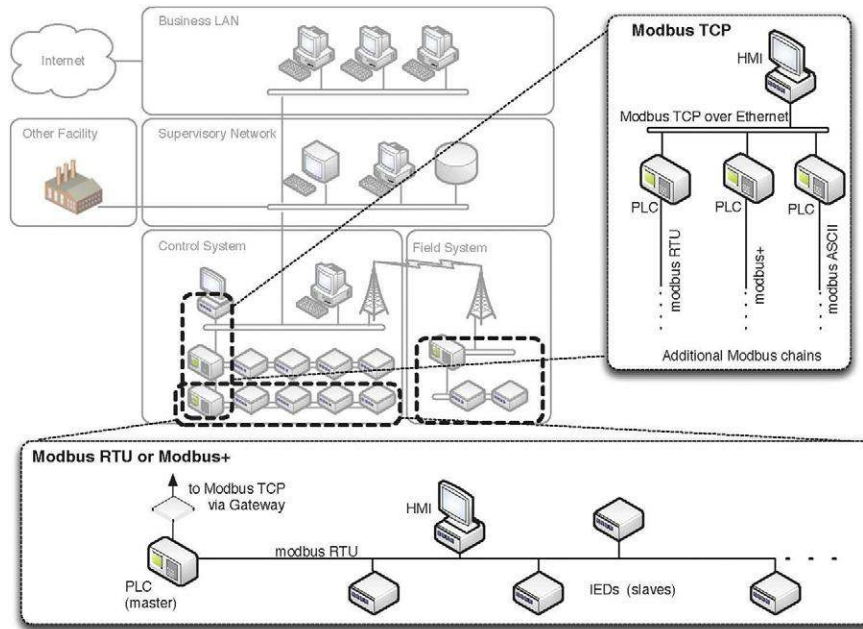 Business LAN
Internet
Other Facility
Supervisory Network
Control System
Field System
Modbus TCP
HMI
Modbus TCP over Ethernet
PLC
PLC
PLC
modbus RTU
modbus+
modbus ASCII
Additional Modbus chains
Modbus RTU or Modbus+
to Modbus TCP
via Gateway
HMI
modbus RTU
PLC
(master)
IEDs (slaves)